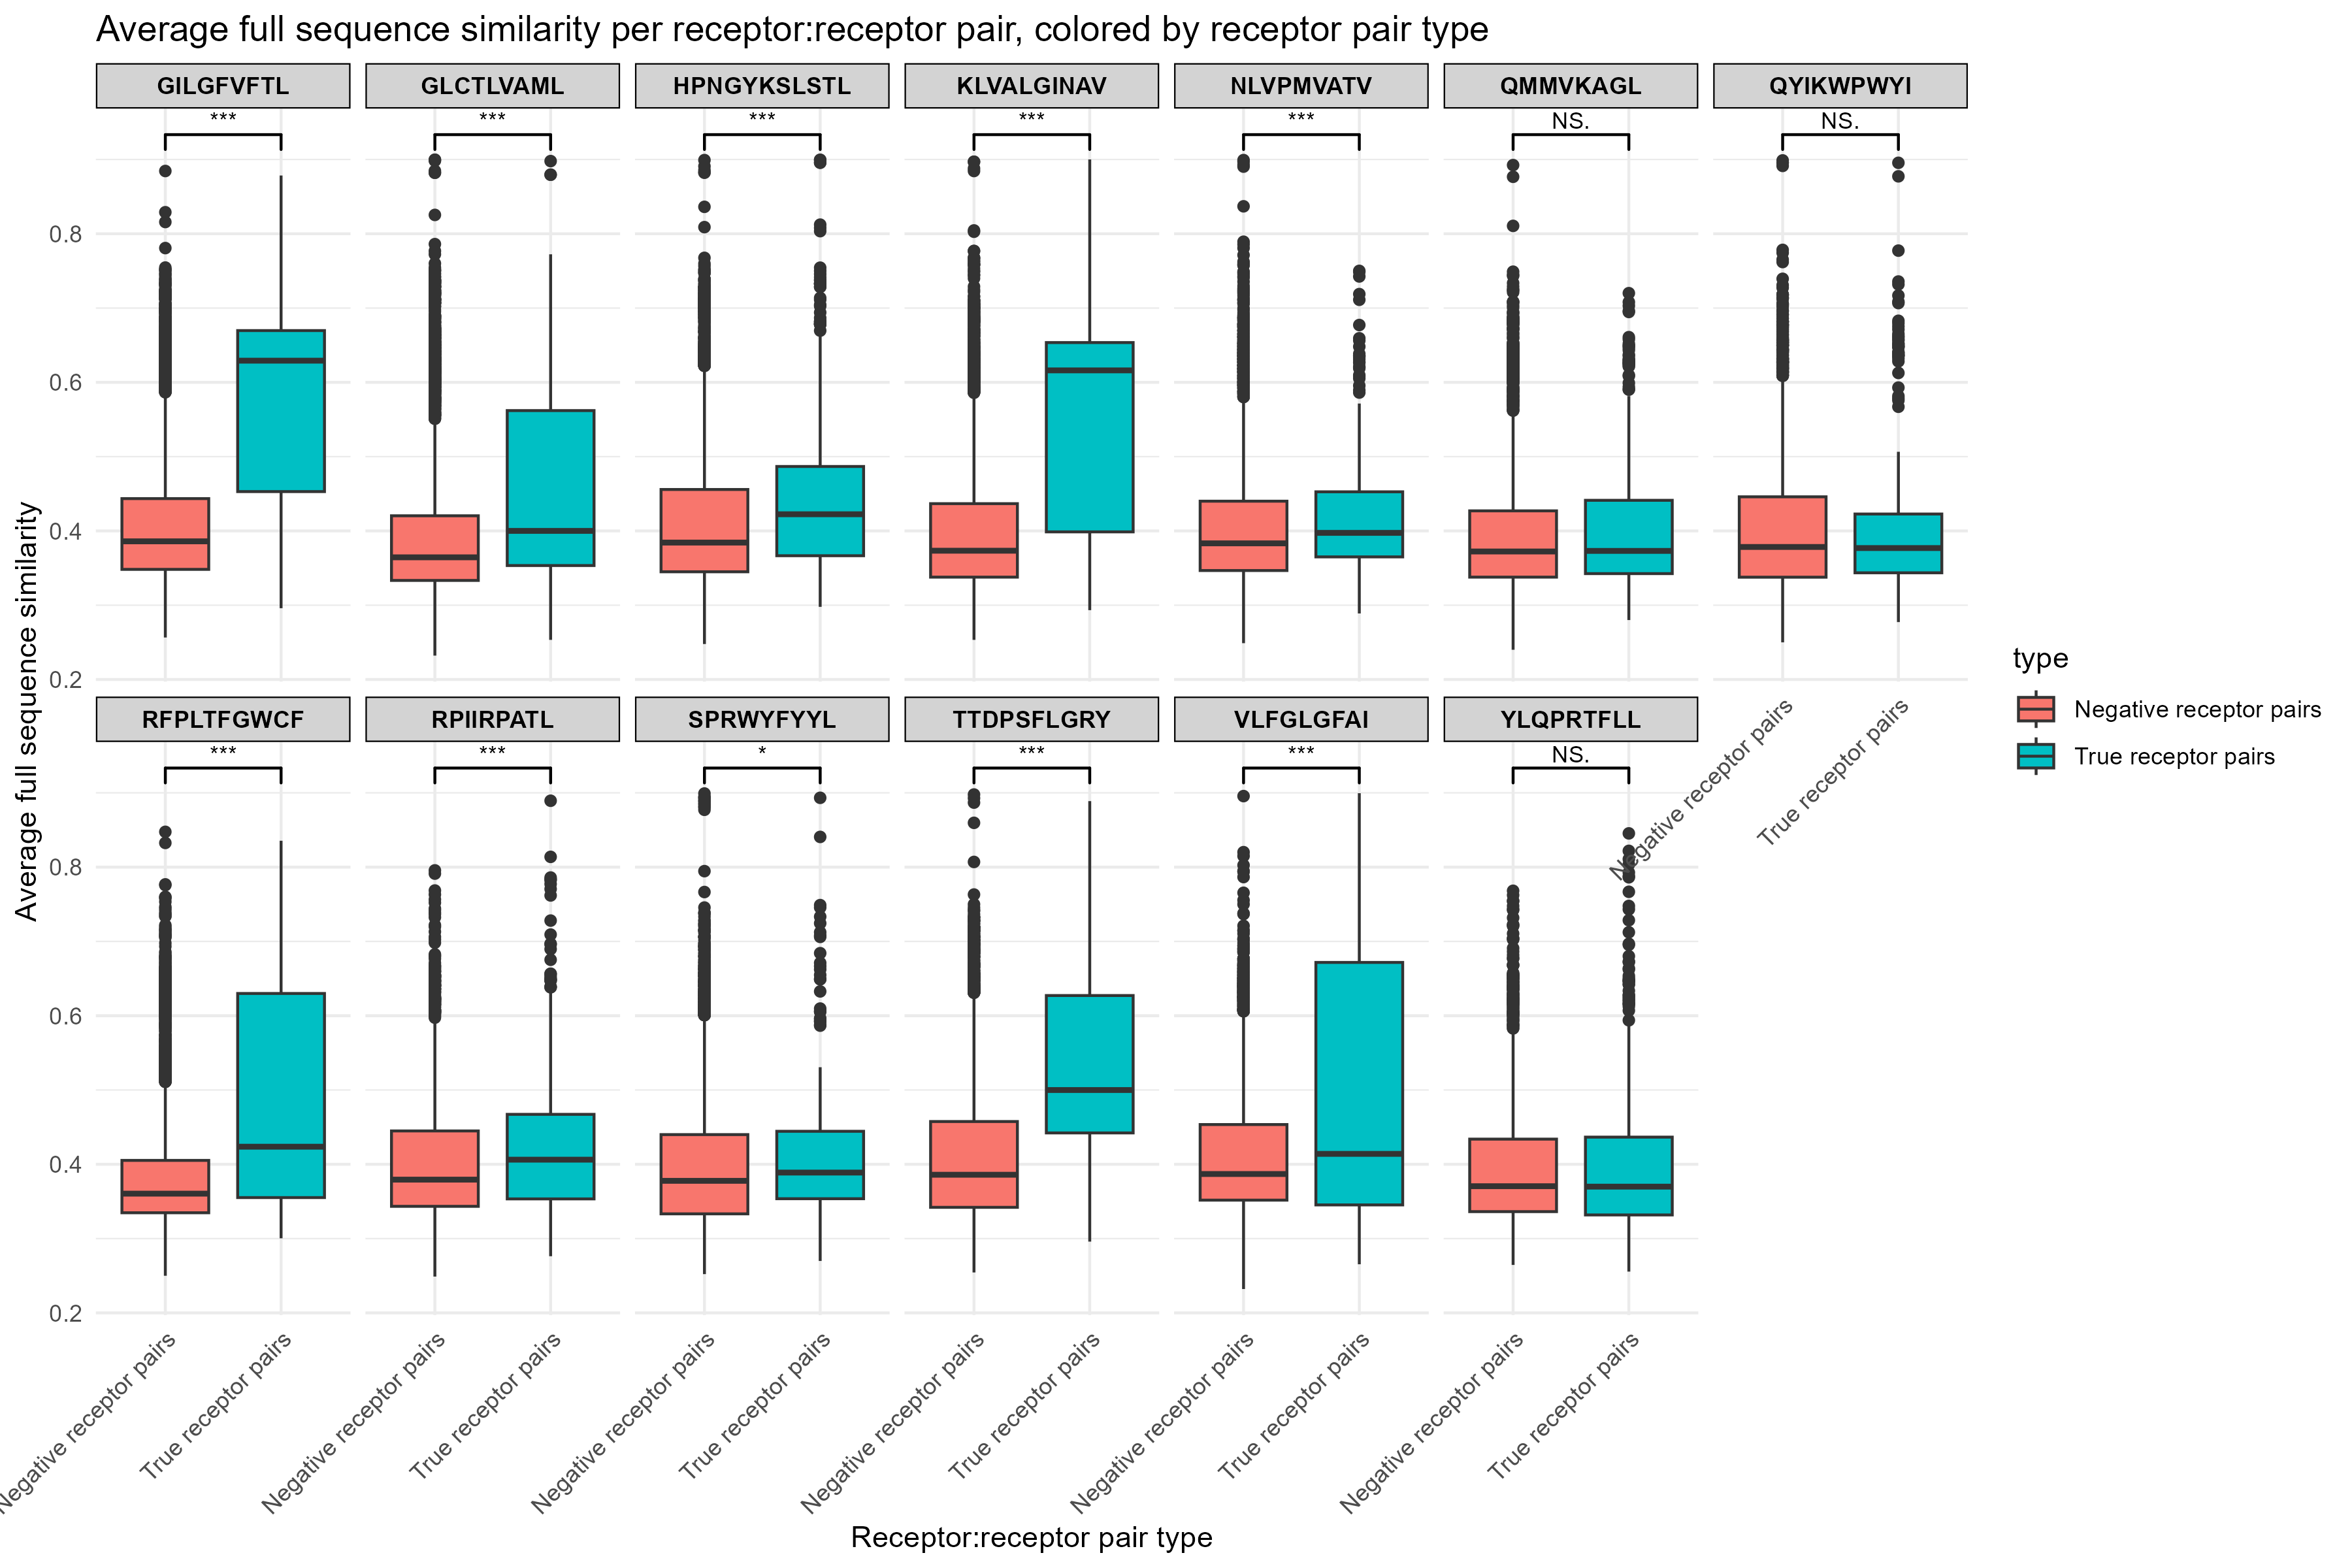 Average full sequence similarity per receptor:receptor pair, colored by receptor pair type
GILGFVFTL
GLCTLVAML
HPNGYKSLSTL
KLVALGINAV
NLVPMVATV
QMMVKAGL
QYIKWPWYI
***
***
***
***
***
NS.
NS.
0.8
0.6
0.4
0.2
Average full sequence similarity
Negative receptor pairs
True receptor pairs
type
Negative receptor pairs
True receptor pairs
RFPLTFGWCF
RPIIRPATL
SPRWYFYYL
TTDPSFLGRY
VLFGLGFAI
YLQPRTFLL
***
***
*
***
***
NS.
0.8
0.6
0.4
0.2
Negative receptor pairs
True receptor pairs
Negative receptor pairs
True receptor pairs
Negative receptor pairs
True receptor pairs
Negative receptor pairs
True receptor pairs
Negative receptor pairs
True receptor pairs
Negative receptor pairs
True receptor pairs
Receptor:receptor pair type